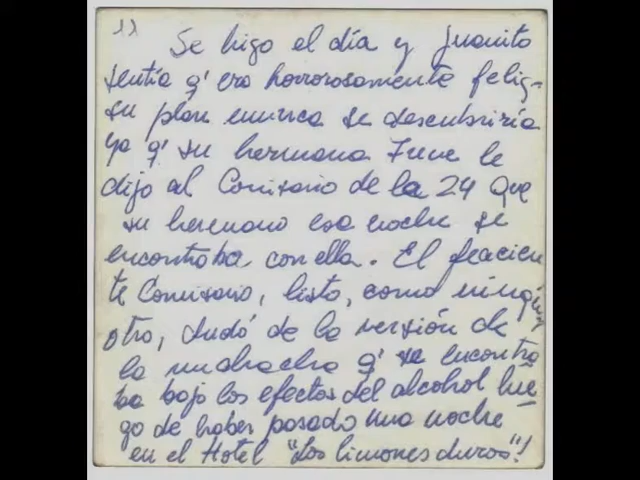 11
Se hizo el día y Juanito
sentía q' era horrorosamente feliz-
su plan nunca se descubriría
ya q' su hermana Irene le
dijo al Comisario de la 24 que
su hermano esa noche se
encontraba con ella. El
te Comisario, listo, como ningún
otro, dudó de la versión de
la muchacha q' se encontra
ba bajo los efectos del alcohol lue-
go de haber pasado una noche
en el Hotel "Los limones duros"!